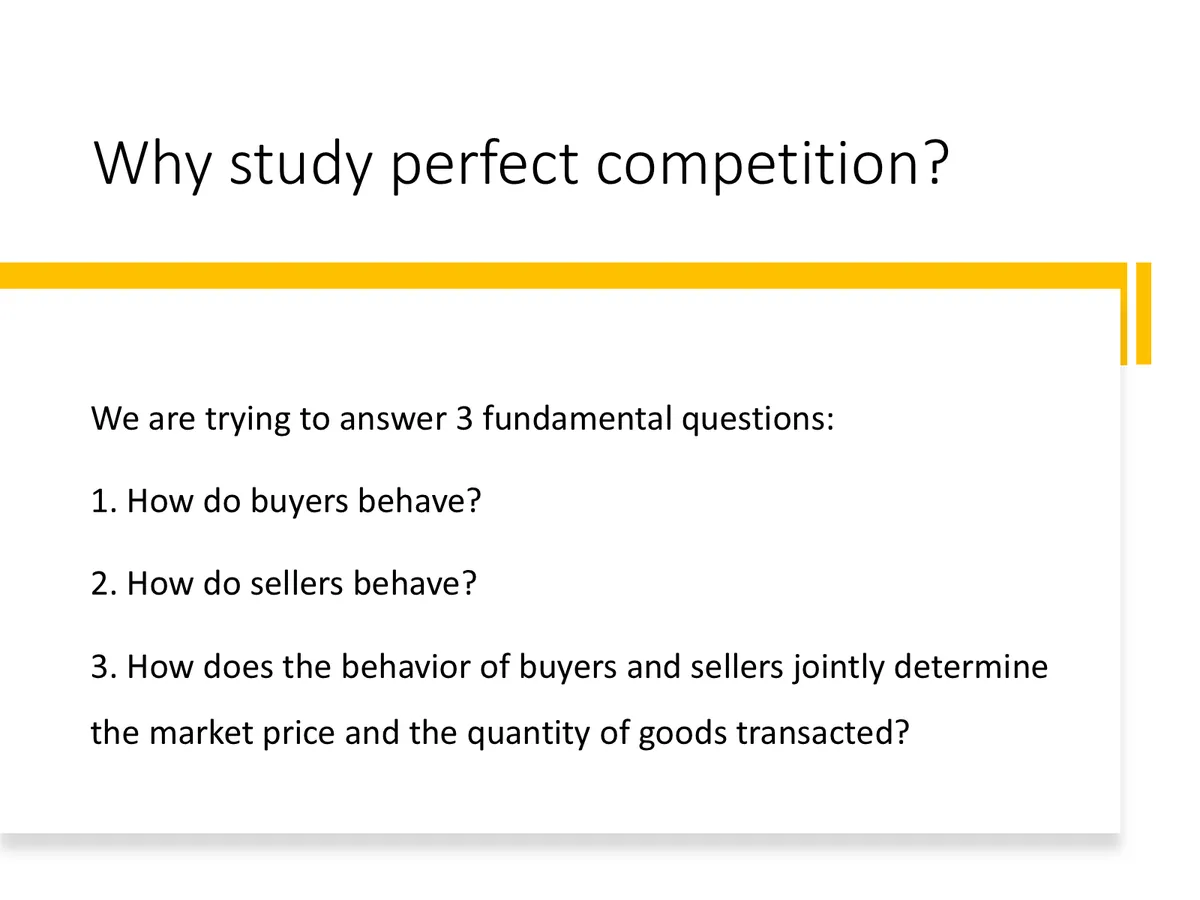 Why study perfect competition?
We are trying to answer 3 fundamental questions:
1. How do buyers behave?
2. How do sellers behave?
3. How does the behavior of buyers and sellers jointly determine
the market price and the quantity of goods transacted?